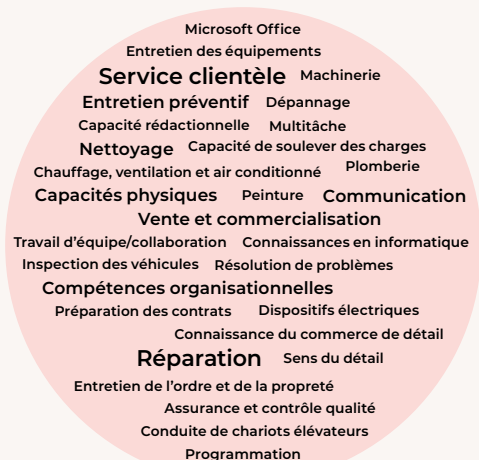 Microsoft Office
Entretien des équipements
Service clientèle Machinerie
Entretien préventif Dépannage
Capacité rédactionnelle Multitâche
Nettoyage Capacité de soulever des charges
Chauffage, ventilation et air conditionné Plomberie
Capacités physiques Peinture Communication
Vente et commercialisation
Travail d’équipe/collaboration Connaissances en informatique
Inspection des véhicules Résolution de problèmes
Compétences organisationnelles
Préparation des contrats Dispositifs électriques
Connaissance du commerce de détail
Réparation Sens du détail
Entretien de l’ordre et de la propreté
Assurance et contrôle qualité
Conduite de chariots élévateurs
Programmation